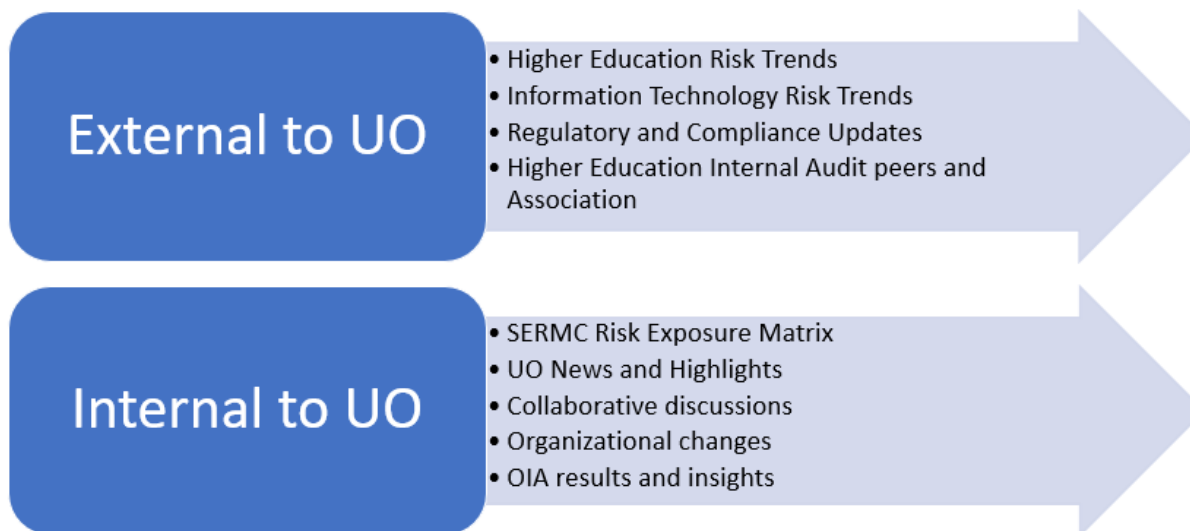 External to UO
• Higher Education Risk Trends
• Information Technology Risk Trends
• Regulatory and Compliance Updates
• Higher Education Internal Audit peers and
Association
Internal to UO
• SERMC Risk Exposure Matrix
• UO News and Highlights
• Collaborative discussions
• Organizational changes
• OIA results and insights